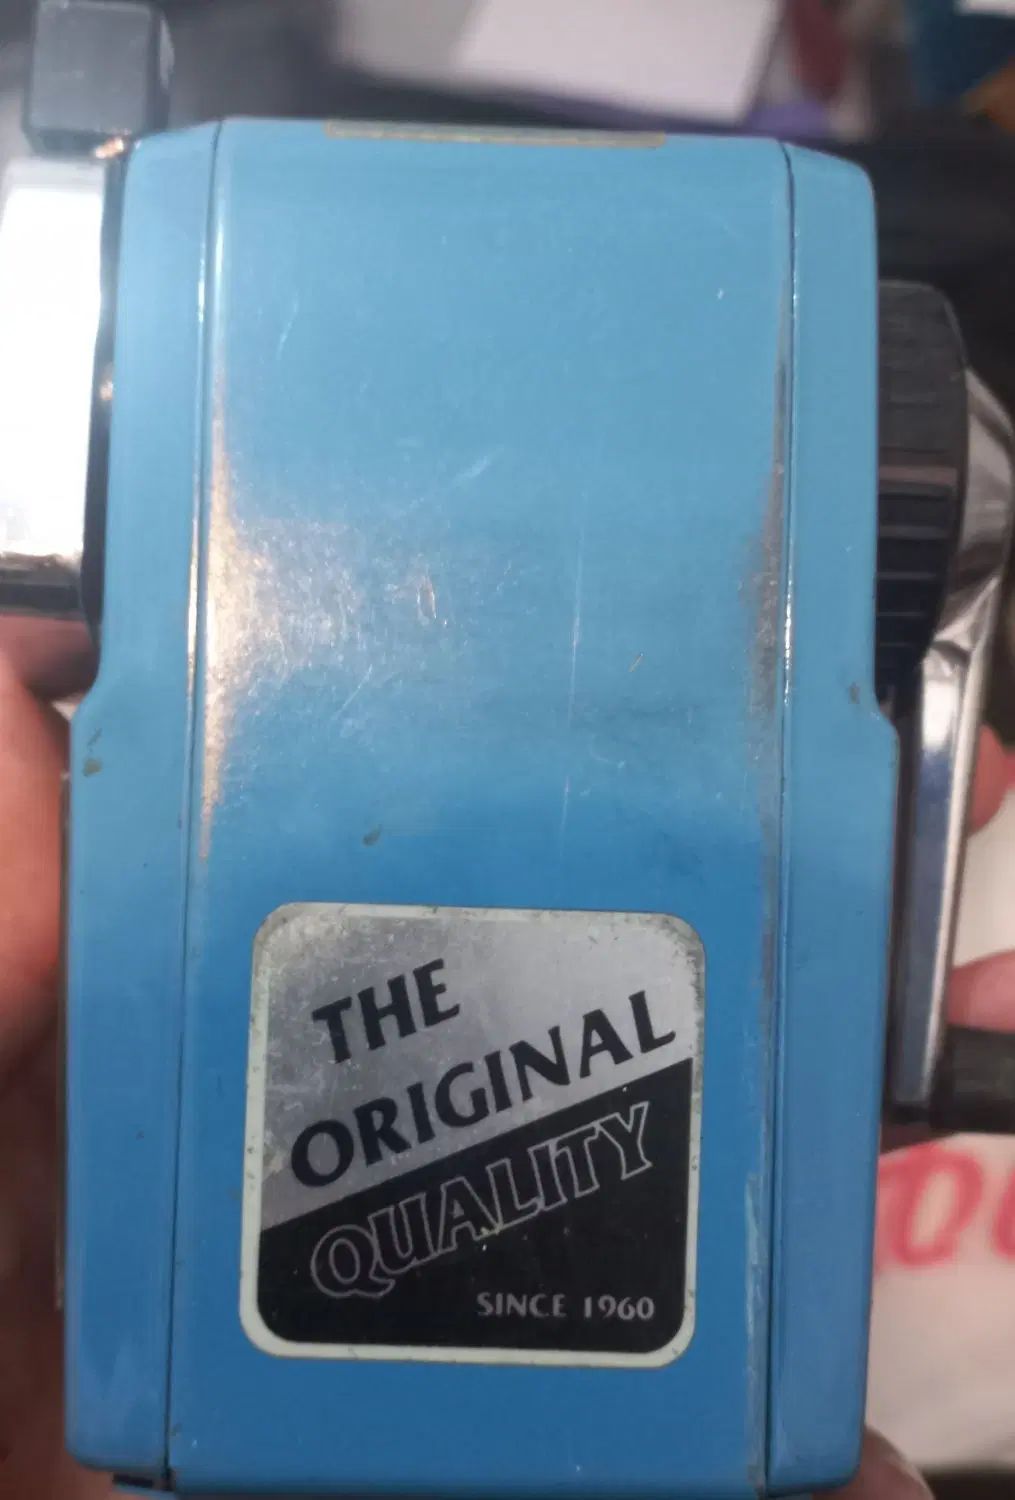 THE
ORIGINAL
QUALITY
SINCE 1960